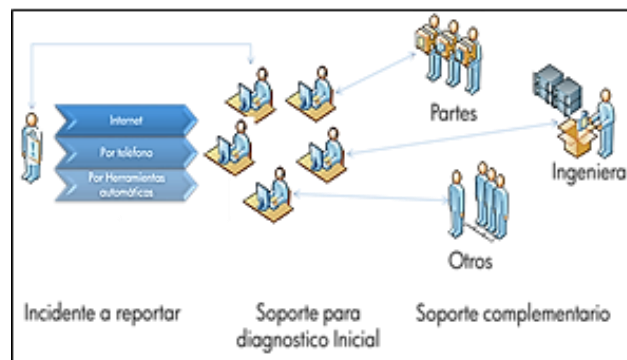 Internet
Por teléfono
Por Herramientas
automáticas
Partes
Ingeniera
Otros
Incidente a reportar
Soporte para
diagnostico Inicial
Soporte complementario